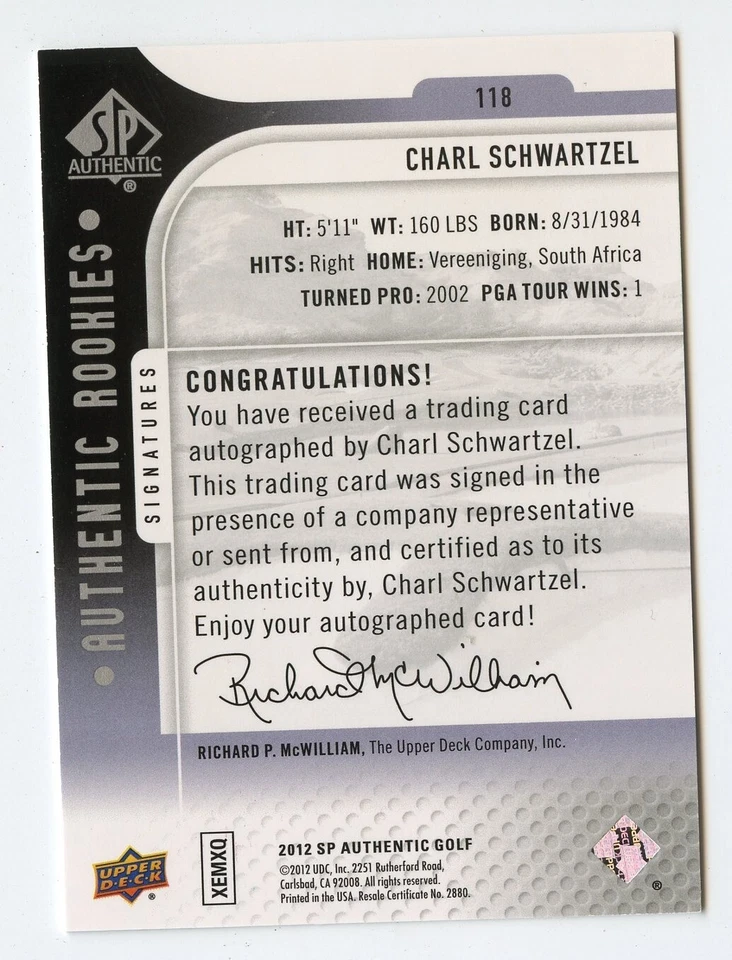 118
SP
AUTHENTIC
®
CHARL SCHWARTZEL
HT: 5'11" WT: 160 LBS BORN: 8/31/1984
HITS: Right HOME: Vereeniging, South Africa
TURNED PRO: 2002 PGA TOUR WINS: 1
• AUTHENTIC ROOKIES •
SIGNATURES
CONGRATULATIONS!
You have received a trading card
autographed by Charl Schwartzel.
This trading card was signed in the
presence of a company representative
or sent from, and certified as to its
authenticity by, Charl Schwartzel.
Enjoy your autographed card!
Richard McWilliam
RICHARD P. McWILLIAM, The Upper Deck Company, Inc.
UPPER
DECK
®
XEMXQ
2012 SP AUTHENTIC GOLF
©2012 UDC, Inc. 2251 Rutherford Road,
Carlsbad, CA 92008. All rights reserved.
Printed in the USA. Resale Certificate No. 2880.
®